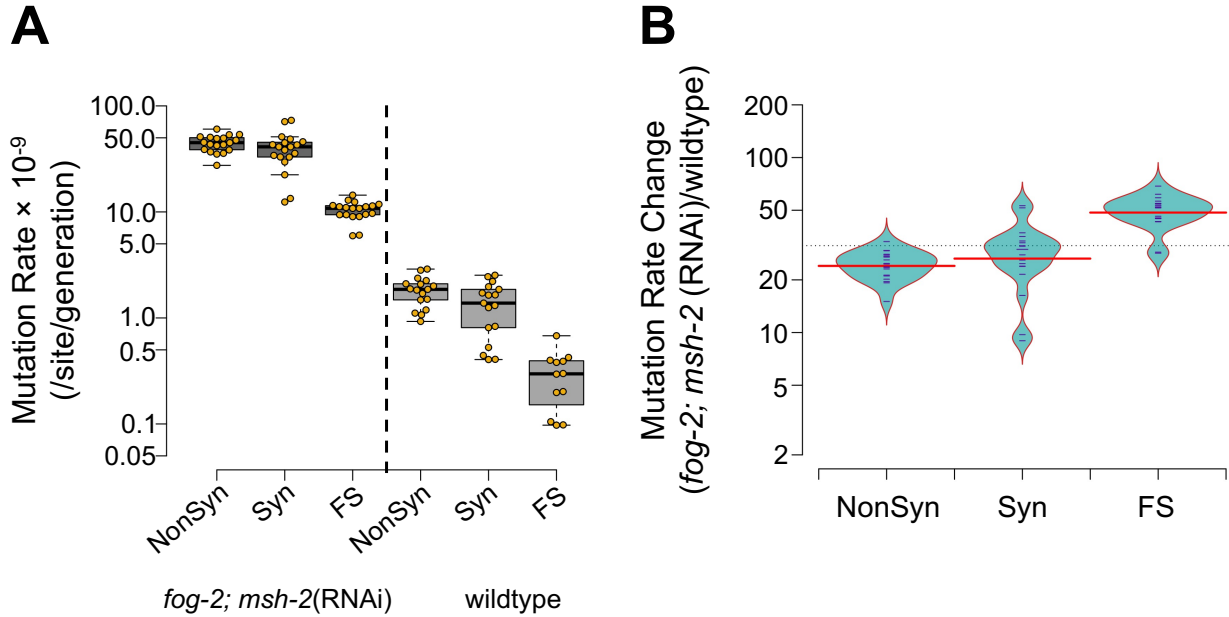 A
Mutation Rate × 10⁻⁹
(/site/generation)
100.0
50.0
10.0
5.0
1.0
0.5
0.1
0.05
NonSyn
Syn
FS
NonSyn
Syn
FS
fog-2; msh-2(RNAi)
wildtype
B
Mutation Rate Change
(fog-2; msh-2 (RNAi)/wildtype)
200
100
50
20
10
5
2
NonSyn
Syn
FS